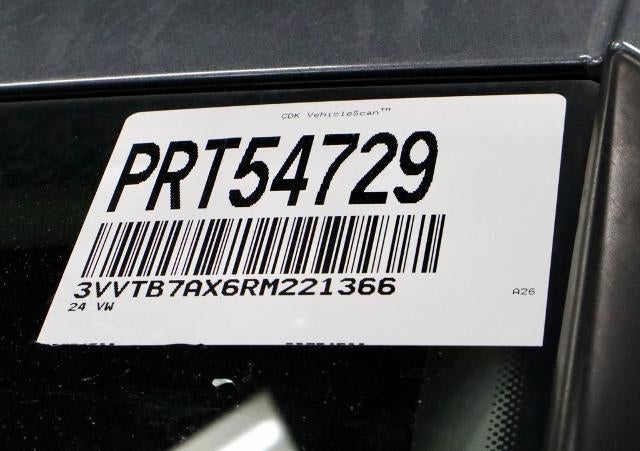 CDK VehicleScan™
PRT54729
3VVTB7AX6RM221366
24 VW
A26